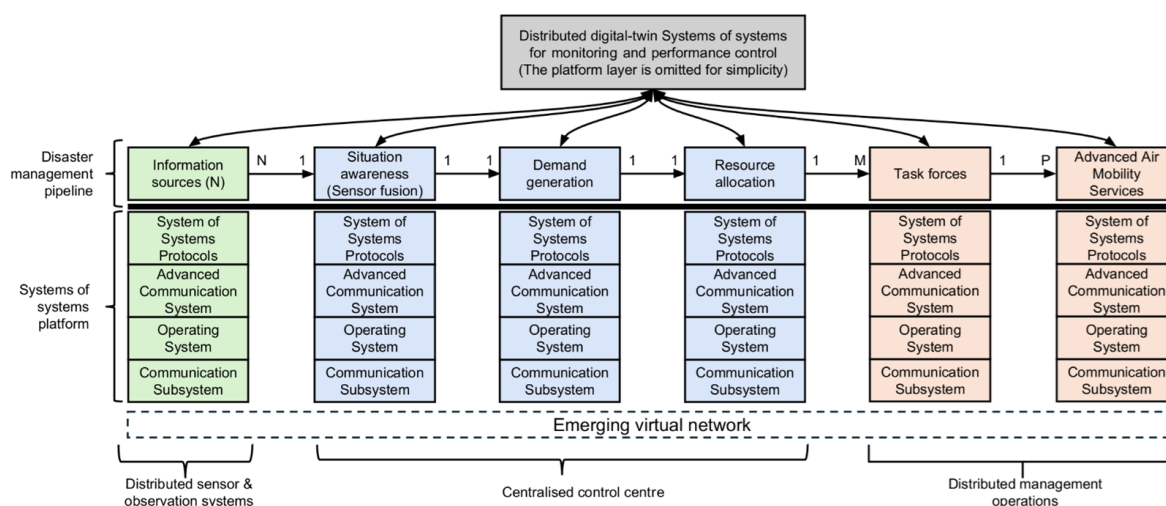 Distributed digital-twin Systems of systems
for monitoring and performance control
(The platform layer is omitted for simplicity)
Disaster
management
pipeline
Information
sources (N)
N
1
Situation
awareness
(Sensor fusion)
1
1
Demand
generation
1
1
Resource
allocation
1
M
Task forces
1
P
Advanced Air
Mobility
Services
Systems of
systems
platform
System of
Systems
Protocols
Advanced
Communication
System
Operating
System
Communication
Subsystem
System of
Systems
Protocols
Advanced
Communication
System
Operating
System
Communication
Subsystem
System of
Systems
Protocols
Advanced
Communication
System
Operating
System
Communication
Subsystem
System of
Systems
Protocols
Advanced
Communication
System
Operating
System
Communication
Subsystem
System of
Systems
Protocols
Advanced
Communication
System
Operating
System
Communication
Subsystem
System of
Systems
Protocols
Advanced
Communication
System
Operating
System
Communication
Subsystem
Emerging virtual network
Distributed sensor &
observation systems
Centralised control centre
Distributed management
operations